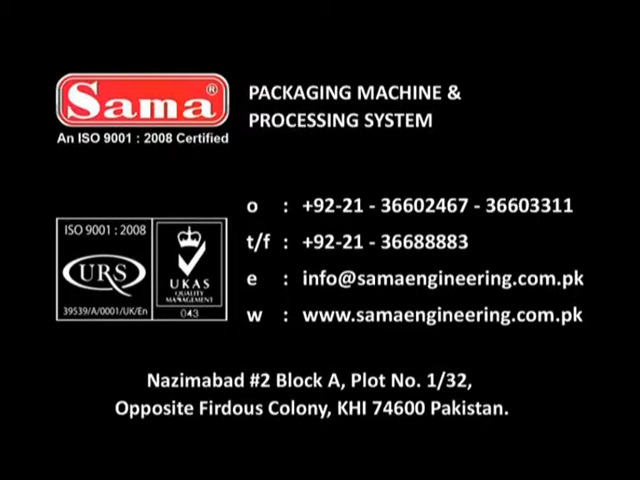 Sama®
An ISO 9001 : 2008 Certified
PACKAGING MACHINE &
PROCESSING SYSTEM
o : +92-21 - 36602467 - 36603311
t/f : +92-21 - 36688883
e : info@samaengineering.com.pk
w : www.samaengineering.com.pk
ISO 9001 : 2008
URS
39539/A/0001/UK/En
UKAS
QUALITY
MANAGEMENT
043
Nazimabad #2 Block A, Plot No. 1/32,
Opposite Firdous Colony, KHI 74600 Pakistan.